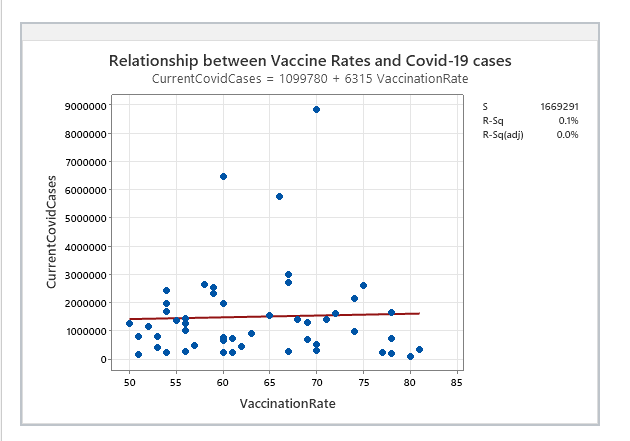 Relationship between Vaccine Rates and Covid-19 cases
CurrentCovidCases = 1099780 + 6315 VaccinationRate
S 1669291
R-Sq 0.1%
R-Sq(adj) 0.0%
CurrentCovidCases
9000000
8000000
7000000
6000000
5000000
4000000
3000000
2000000
1000000
0
50 55 60 65 70 75 80 85
VaccinationRate